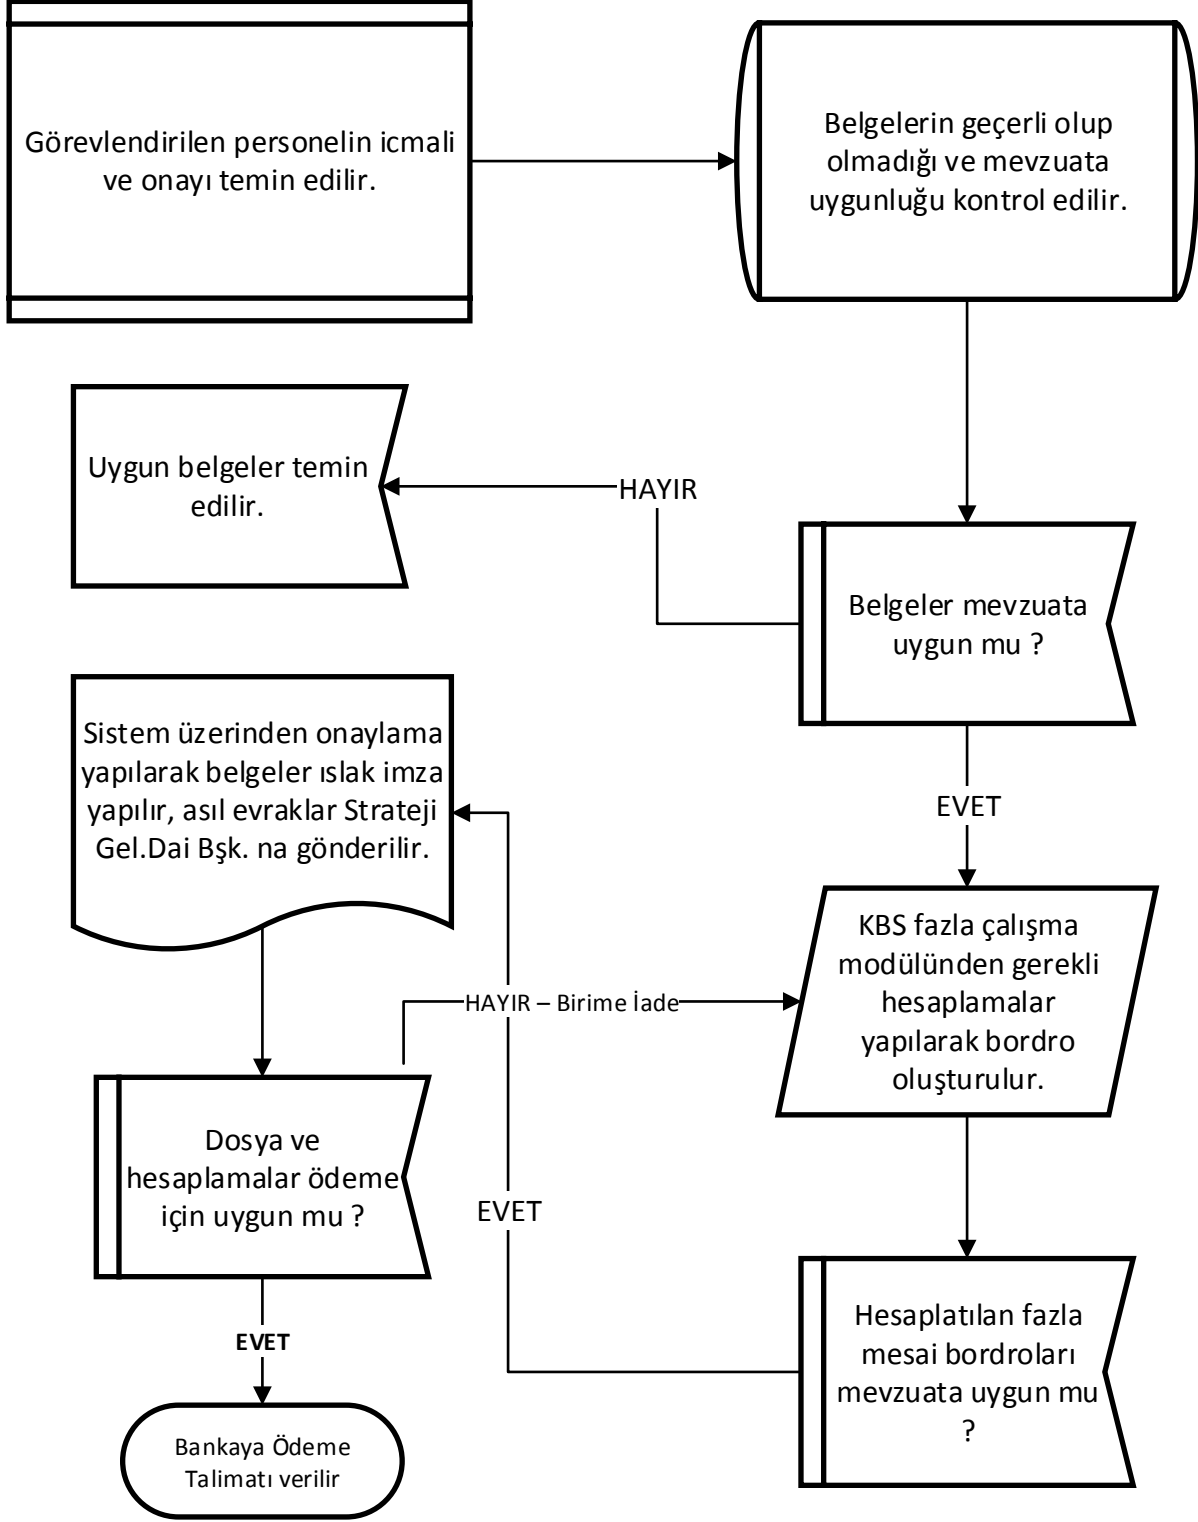 Görevlendirilen personelin icmali
ve onayı temin edilir.
Belgelerin geçerli olup
olmadığı ve mevzuata
uygunluğu kontrol edilir.
Uygun belgeler temin
edilir.
HAYIR
Belgeler mevzuata
uygun mu ?
EVET
Sistem üzerinden onaylama
yapılarak belgeler ıslak imza
yapılır, asıl evraklar Strateji
Gel.Dai Bşk. na gönderilir.
KBS fazla çalışma
modülünden gerekli
hesaplamalar
yapılarak bordro
oluşturulur.
HAYIR – Birime İade
Dosya ve
hesaplamalar ödeme
için uygun mu ?
EVET
Hesaplatılan fazla
mesai bordroları
mevzuata uygun mu
?
EVET
Bankaya Ödeme
Talimatı verilir